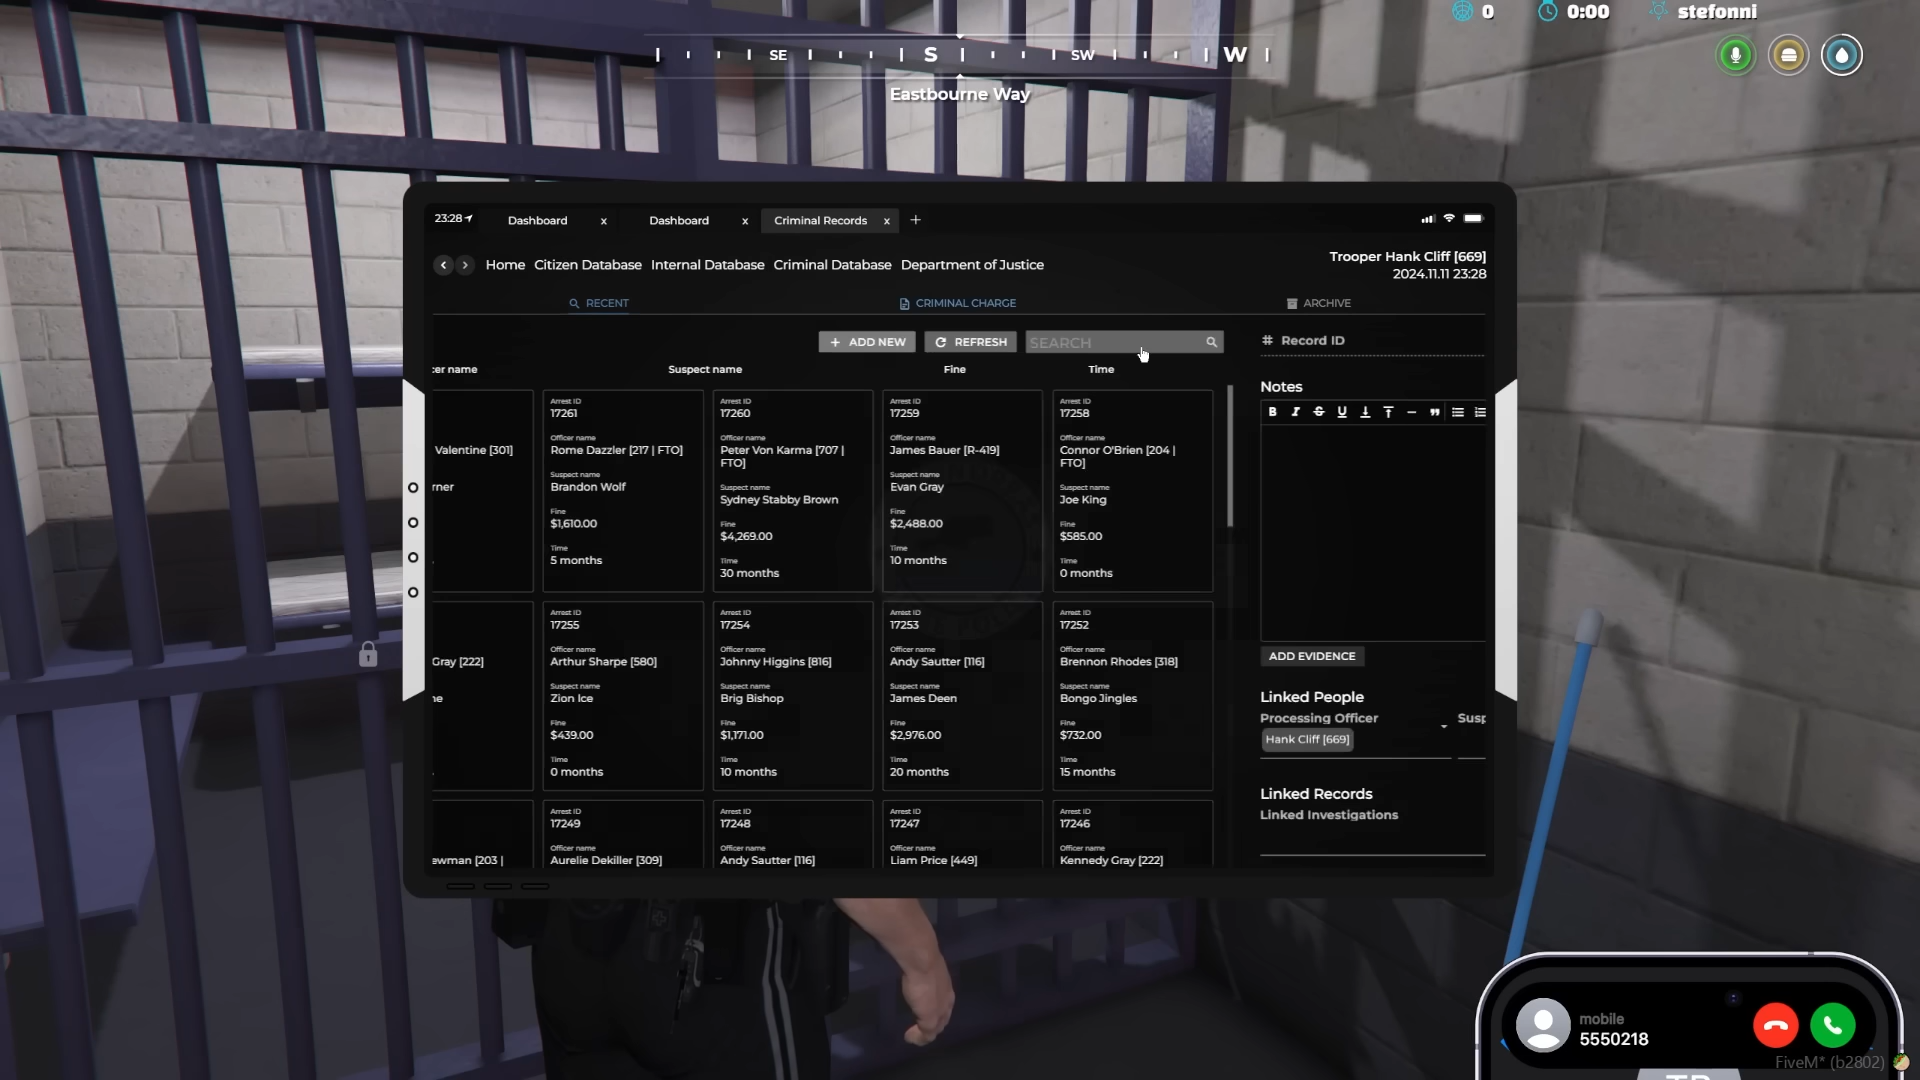 0 0:00 stefonni
SE S SW W
Eastbourne Way
23:28 Dashboard x Dashboard x Criminal Records x +
Home Citizen Database Internal Database Criminal Database Department of Justice
Trooper Hank Cliff [669]
2024.11.11 23:28
RECENT CRIMINAL CHARGE ARCHIVE
+ ADD NEW REFRESH SEARCH
cer name Suspect name Fine Time
Valentine [301]
rner
Arrest ID
17261
Officer name
Rome Dazzler [217 | FTO]
Suspect name
Brandon Wolf
Fine
$1,610.00
Time
5 months
Arrest ID
17260
Officer name
Peter Von Karma [707 |
FTO]
Suspect name
Sydney Stabby Brown
Fine
$4,269.00
Time
30 months
Arrest ID
17259
Officer name
James Bauer [R-419]
Suspect name
Evan Gray
Fine
$2,488.00
Time
10 months
Arrest ID
17258
Officer name
Connor O'Brien [204 |
FTO]
Suspect name
Joe King
Fine
$585.00
Time
0 months
Gray [222]
ne
Arrest ID
17255
Officer name
Arthur Sharpe [580]
Suspect name
Zion Ice
Fine
$439.00
Time
0 months
Arrest ID
17254
Officer name
Johnny Higgins [816]
Suspect name
Brig Bishop
Fine
$1,171.00
Time
10 months
Arrest ID
17253
Officer name
Andy Sautter [116]
Suspect name
James Deen
Fine
$2,976.00
Time
20 months
Arrest ID
17252
Officer name
Brennon Rhodes [318]
Suspect name
Bongo Jingles
Fine
$732.00
Time
15 months
ewman [203 |
Arrest ID
17249
Officer name
Aurelie Dekiller [309]
Arrest ID
17248
Officer name
Andy Sautter [116]
Arrest ID
17247
Officer name
Liam Price [449]
Arrest ID
17246
Officer name
Kennedy Gray [222]
# Record ID
Notes
B I S U
ADD EVIDENCE
Linked People
Processing Officer Susp
Hank Cliff [669]
Linked Records
Linked Investigations
mobile
5550218
FiveM* (b2802)